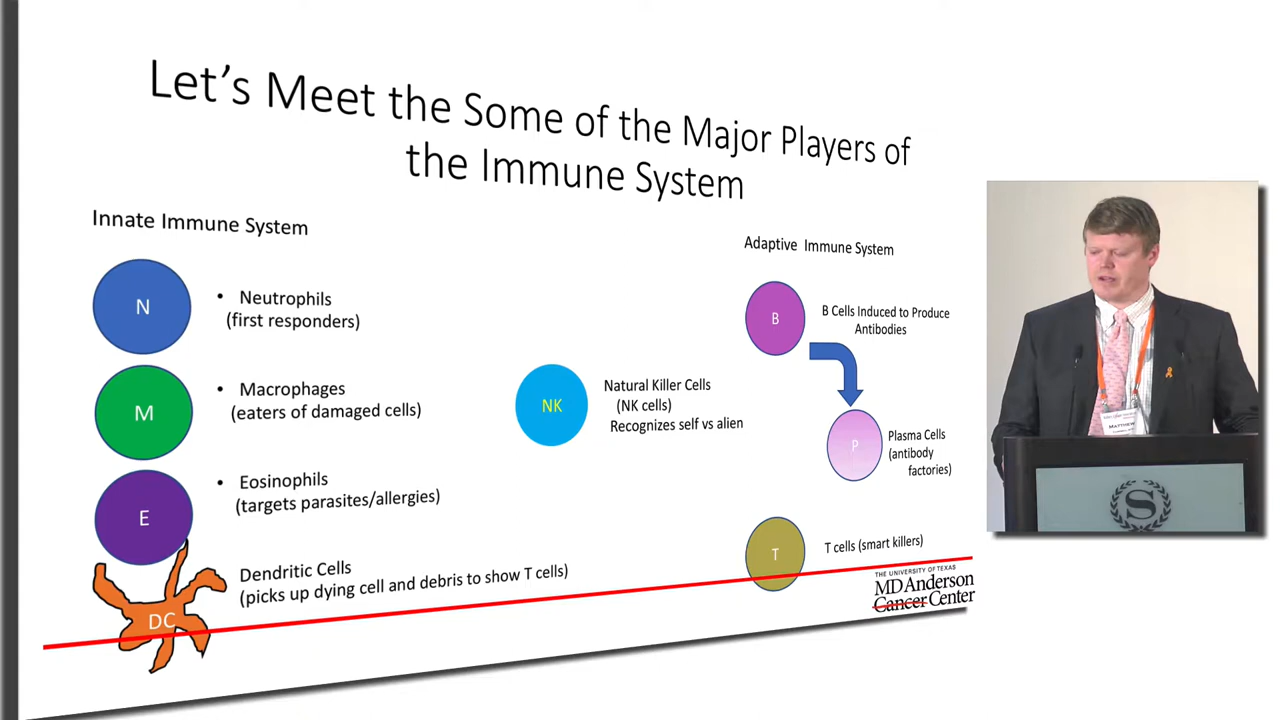 Let's Meet the Some of the Major Players of
the Immune System
Innate Immune System
N
• Neutrophils
(first responders)
M
• Macrophages
(eaters of damaged cells)
E
• Eosinophils
(targets parasites/allergies)
DC
Dendritic Cells
(picks up dying cell and debris to show T cells)
NK
Natural Killer Cells
(NK cells)
Recognizes self vs alien
Adaptive Immune System
B
B Cells Induced to Produce
Antibodies
P
Plasma Cells
(antibody
factories)
T
T cells (smart killers)
THE UNIVERSITY OF TEXAS
MD Anderson
Cancer Center
MATTHEW
S